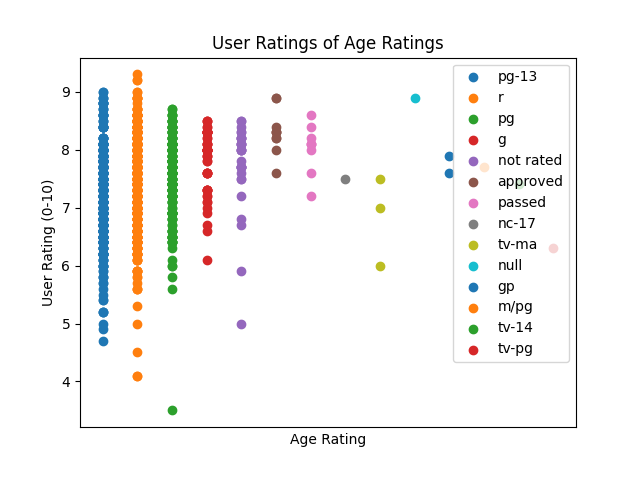 User Ratings of Age Ratings
User Rating (0-10)
9
8
7
6
5
4
Age Rating
pg-13
r
pg
g
not rated
approved
passed
nc-17
tv-ma
null
gp
m/pg
tv-14
tv-pg